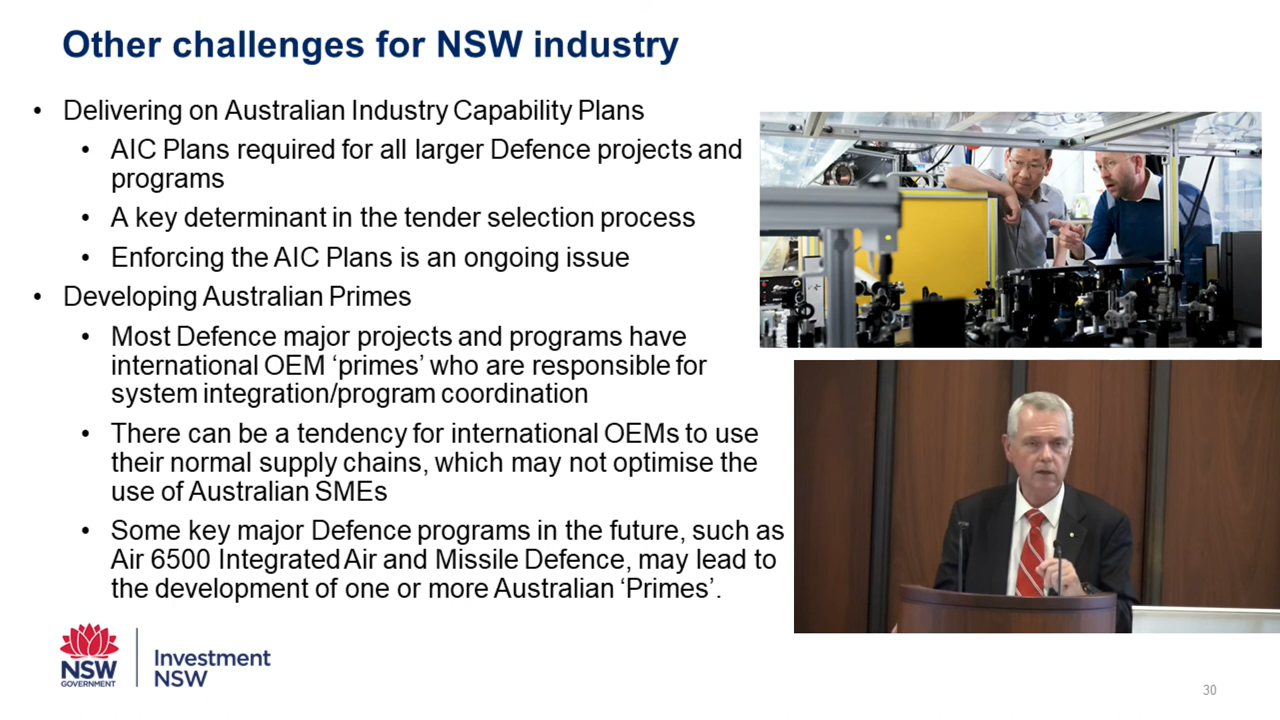 Other challenges for NSW industry
• Delivering on Australian Industry Capability Plans
• AIC Plans required for all larger Defence projects and
programs
• A key determinant in the tender selection process
• Enforcing the AIC Plans is an ongoing issue
• Developing Australian Primes
• Most Defence major projects and programs have
international OEM ‘primes’ who are responsible for
system integration/program coordination
• There can be a tendency for international OEMs to use
their normal supply chains, which may not optimise the
use of Australian SMEs
• Some key major Defence programs in the future, such as
Air 6500 Integrated Air and Missile Defence, may lead to
the development of one or more Australian ‘Primes’.
NSW
GOVERNMENT
Investment
NSW
30